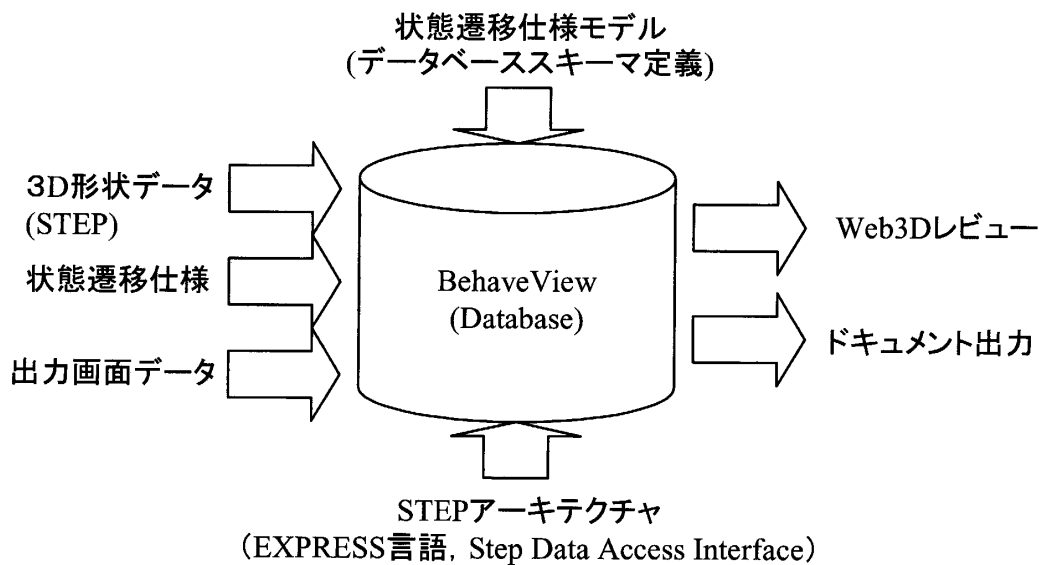 状態遷移仕様モデル
(データベーススキーマ定義)
３D形状データ
(STEP)
状態遷移仕様
出力画面データ
BehaveView
(Database)
Web3Dレビュー
ドキュメント出力
STEPアーキテクチャ
（EXPRESS言語，Step Data Access Interface）